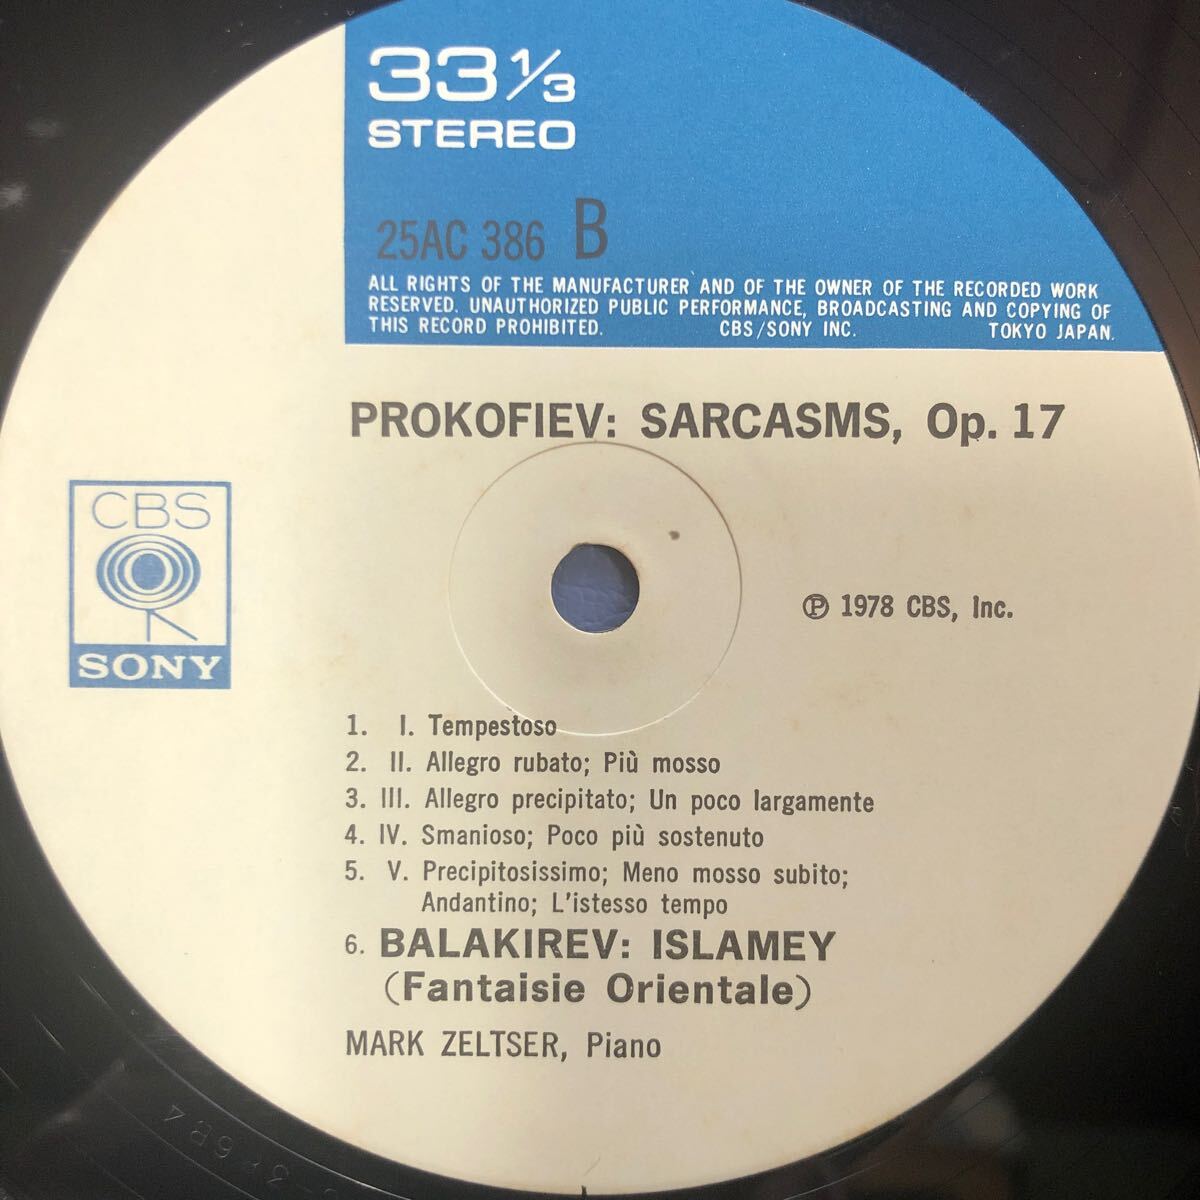 33 1/3
STEREO
25AC 386 B
ALL RIGHTS OF THE MANUFACTURER AND OF THE OWNER OF THE RECORDED WORK
RESERVED. UNAUTHORIZED PUBLIC PERFORMANCE, BROADCASTING AND COPYING OF
THIS RECORD PROHIBITED. CBS/SONY INC. TOKYO JAPAN.
PROKOFIEV: SARCASMS, Op. 17
CBS
SONY
℗ 1978 CBS, Inc.
1. I. Tempestoso
2. II. Allegro rubato; Più mosso
3. III. Allegro precipitato; Un poco largamente
4. IV. Smanioso; Poco più sostenuto
5. V. Precipitosissimo; Meno mosso subito;
Andantino; L'istesso tempo
6. BALAKIREV: ISLAMEY
(Fantaisie Orientale)
MARK ZELTSER, Piano